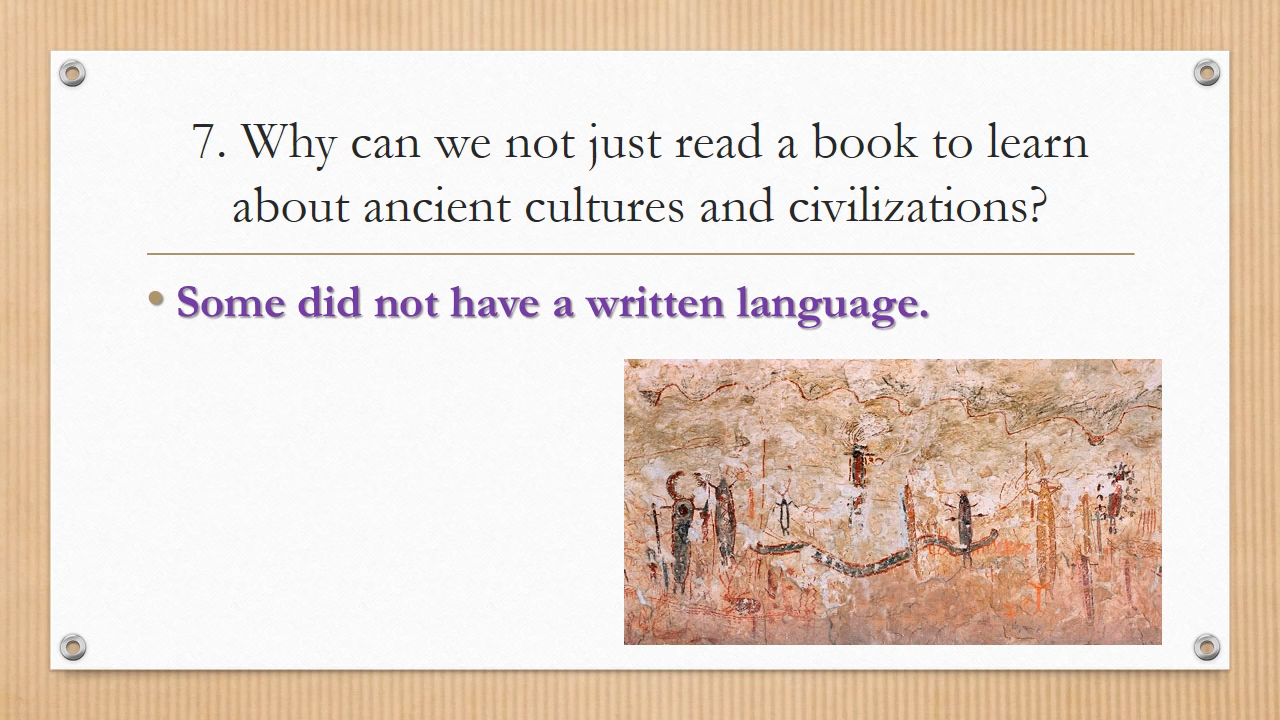 7. Why can we not just read a book to learn
about ancient cultures and civilizations?
• Some did not have a written language.